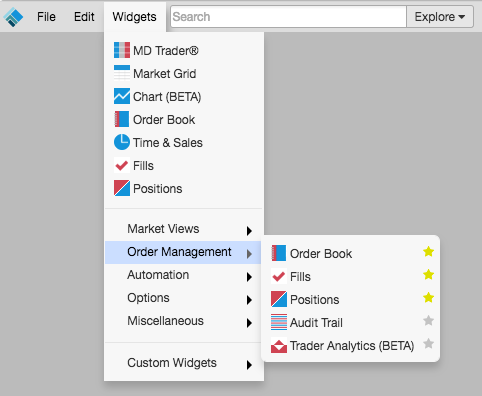 File Edit Widgets Search Explore
MD Trader®
Market Grid
Chart (BETA)
Order Book
Time & Sales
Fills
Positions
Market Views
Order Management
Automation
Options
Miscellaneous
Custom Widgets
Order Book
Fills
Positions
Audit Trail
Trader Analytics (BETA)